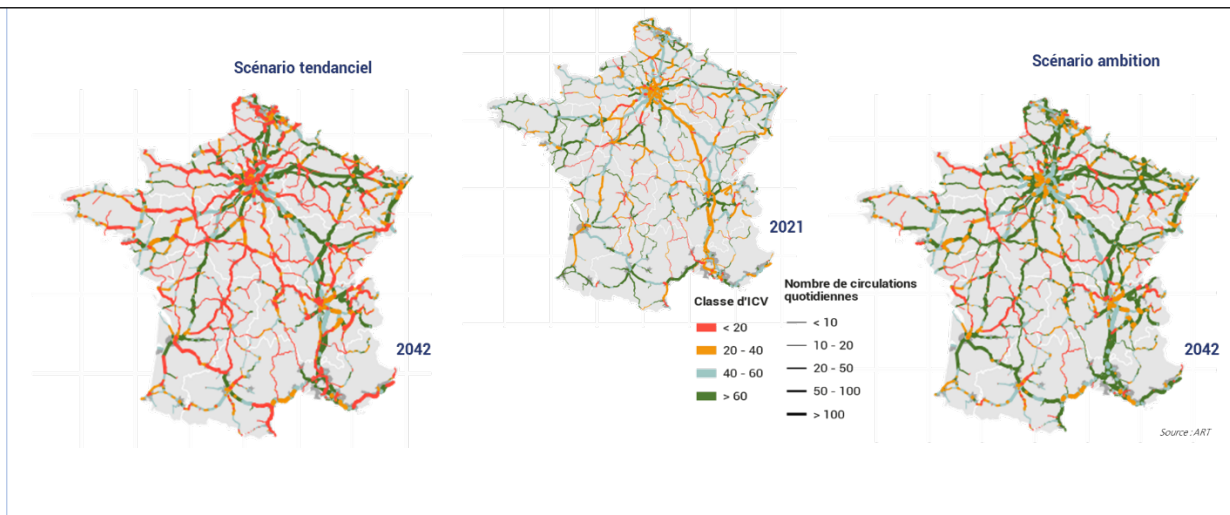 Scénario tendanciel
2042
2021
Classe d'ICV
< 20
20 - 40
40 - 60
> 60
Nombre de circulations
quotidiennes
< 10
10 - 20
20 - 50
50 - 100
> 100
Scénario ambition
2042
Source : ART